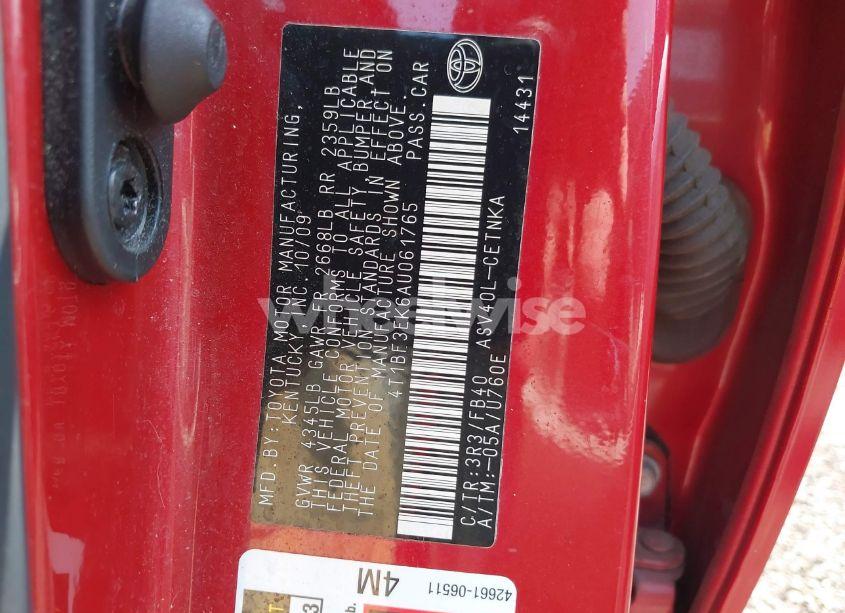 MFD.BY:TOYOTA MOTOR MANUFACTURING,
KENTUCKY,INC. 10/09
GVWR 4345LB GAWR FR 2668LB RR 2359LB
THIS VEHICLE CONFORMS TO ALL APPLICABLE
FEDERAL MOTOR VEHICLE SAFETY, BUMPER,AND
THEFT PREVENTION STANDARDS IN EFFECT ON
THE DATE OF MANUFACTURE SHOWN ABOVE.
4T1BF3EK6AU061765 PASS.CAR
C/TR:3R3/FB40
A/TM:-05A/U760E ASV40L-CETNKA
14431
wheelwise
4M
42661-06511